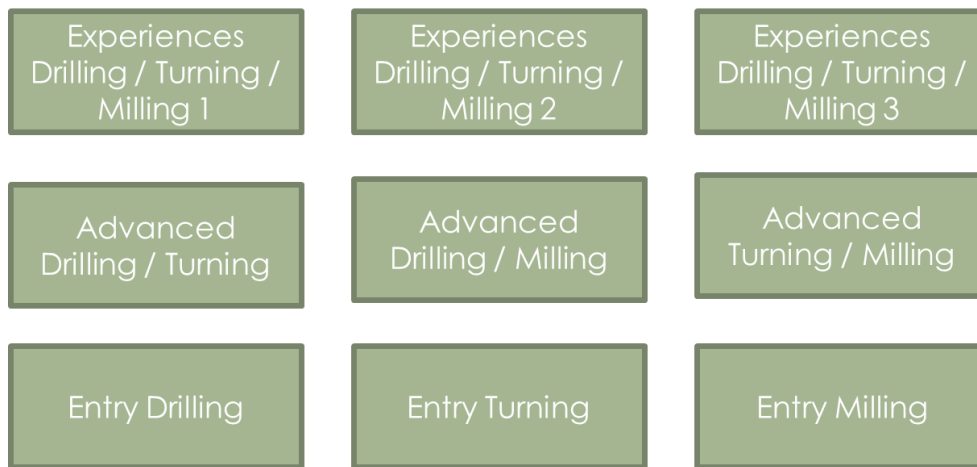 Experiences
Drilling / Turning /
Milling 1
Experiences
Drilling / Turning /
Milling 2
Experiences
Drilling / Turning /
Milling 3
Advanced
Drilling / Turning
Advanced
Drilling / Milling
Advanced
Turning / Milling
Entry Drilling
Entry Turning
Entry Milling